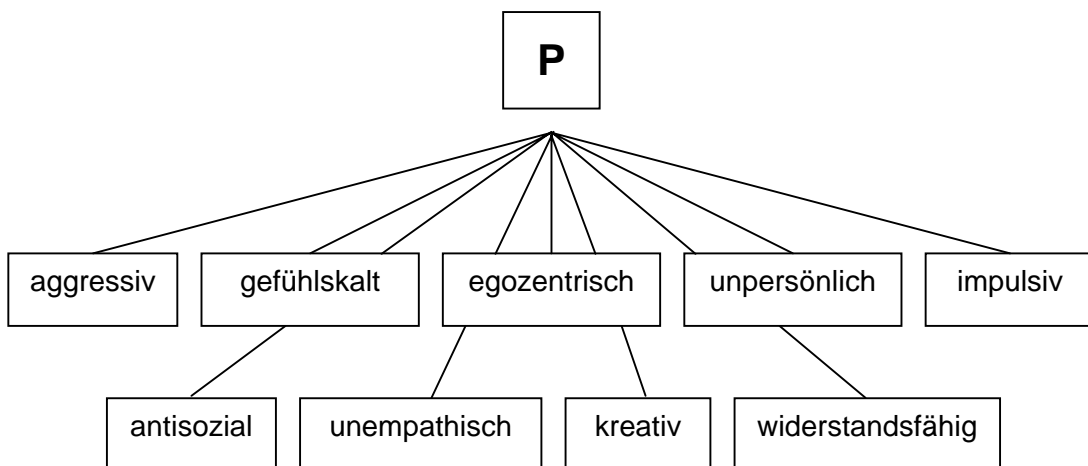 P
aggressiv gefühlskalt egozentrisch unpersönlich impulsiv
antisozial unempathisch kreativ widerstandsfähig